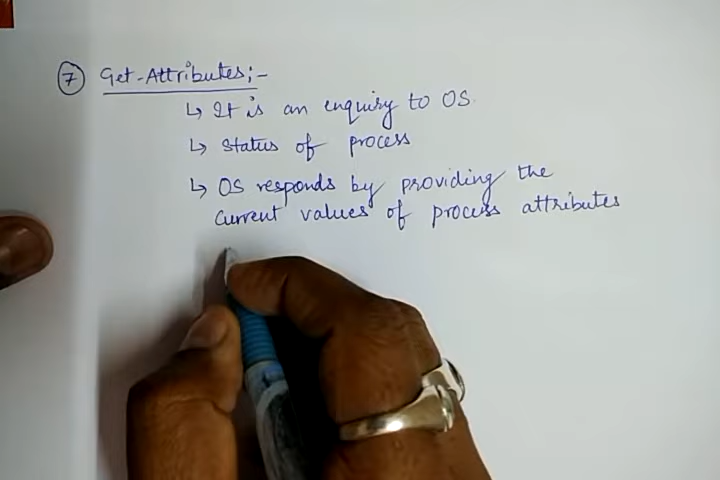 7 Get-Attributes:-
↳ It is an enquiry to OS.
↳ Status of process
↳ OS responds by providing the
current values of process attributes